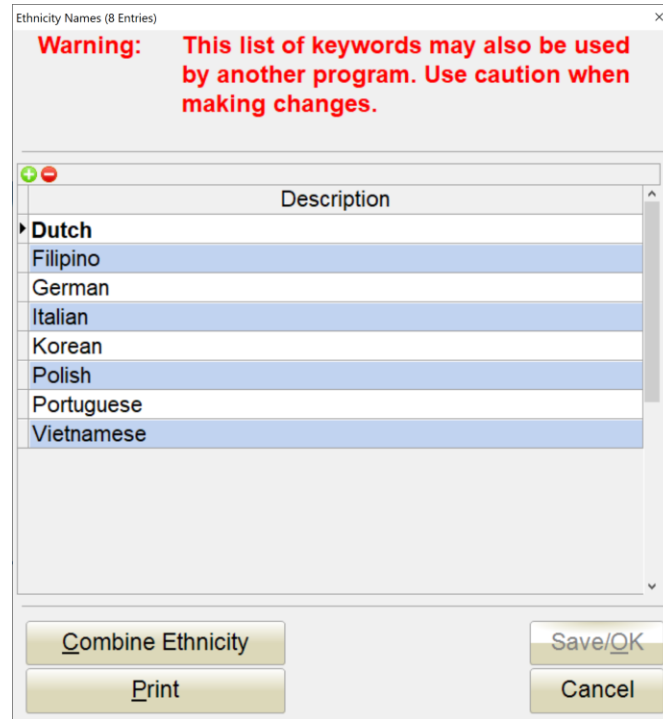 Ethnicity Names (8 Entries)
Warning: This list of keywords may also be used
by another program. Use caution when
making changes.
Description
Dutch
Filipino
German
Italian
Korean
Polish
Portuguese
Vietnamese
Combine Ethnicity
Save/OK
Print
Cancel